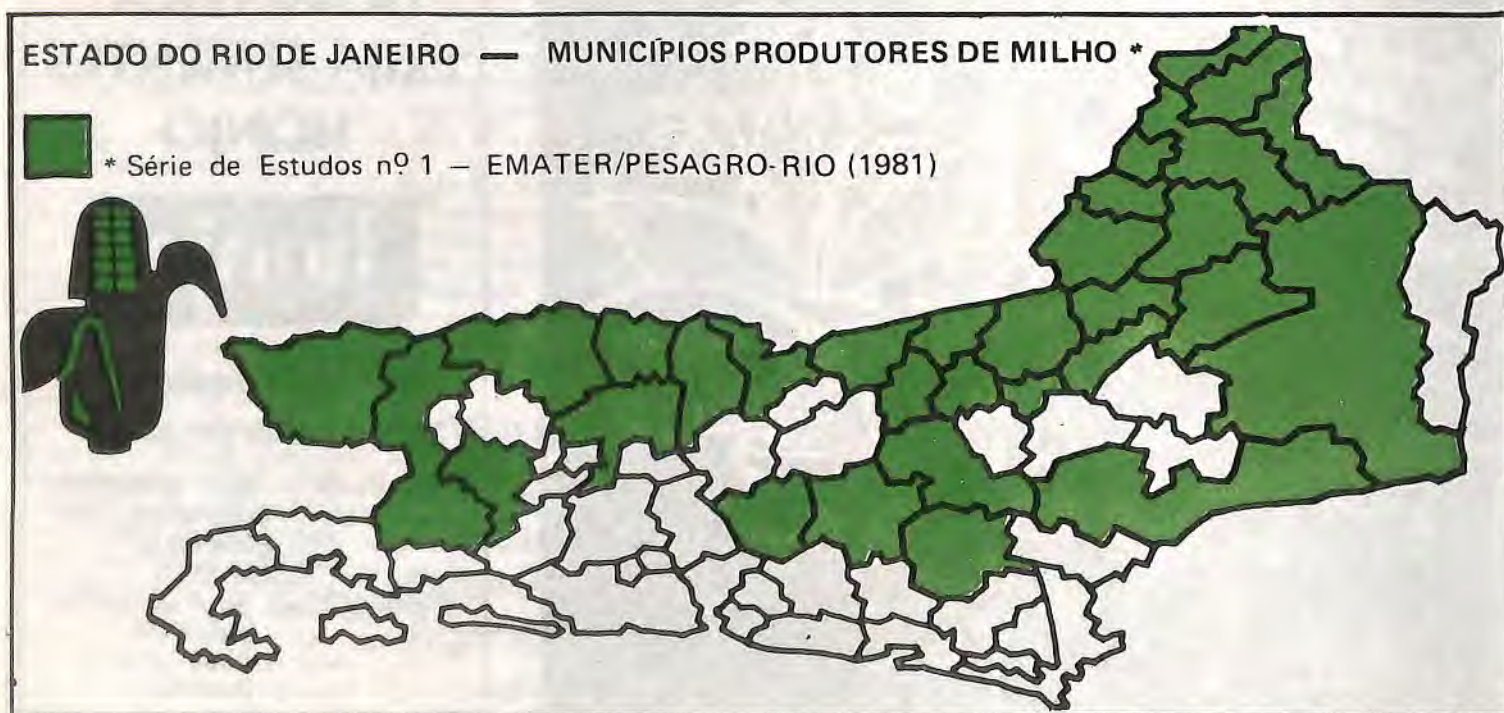 ESTADO DO RIO DE JANEIRO — MUNICÍPIOS PRODUTORES DE MILHO *
* Série de Estudos nº 1 – EMATER/PESAGRO-RIO (1981)